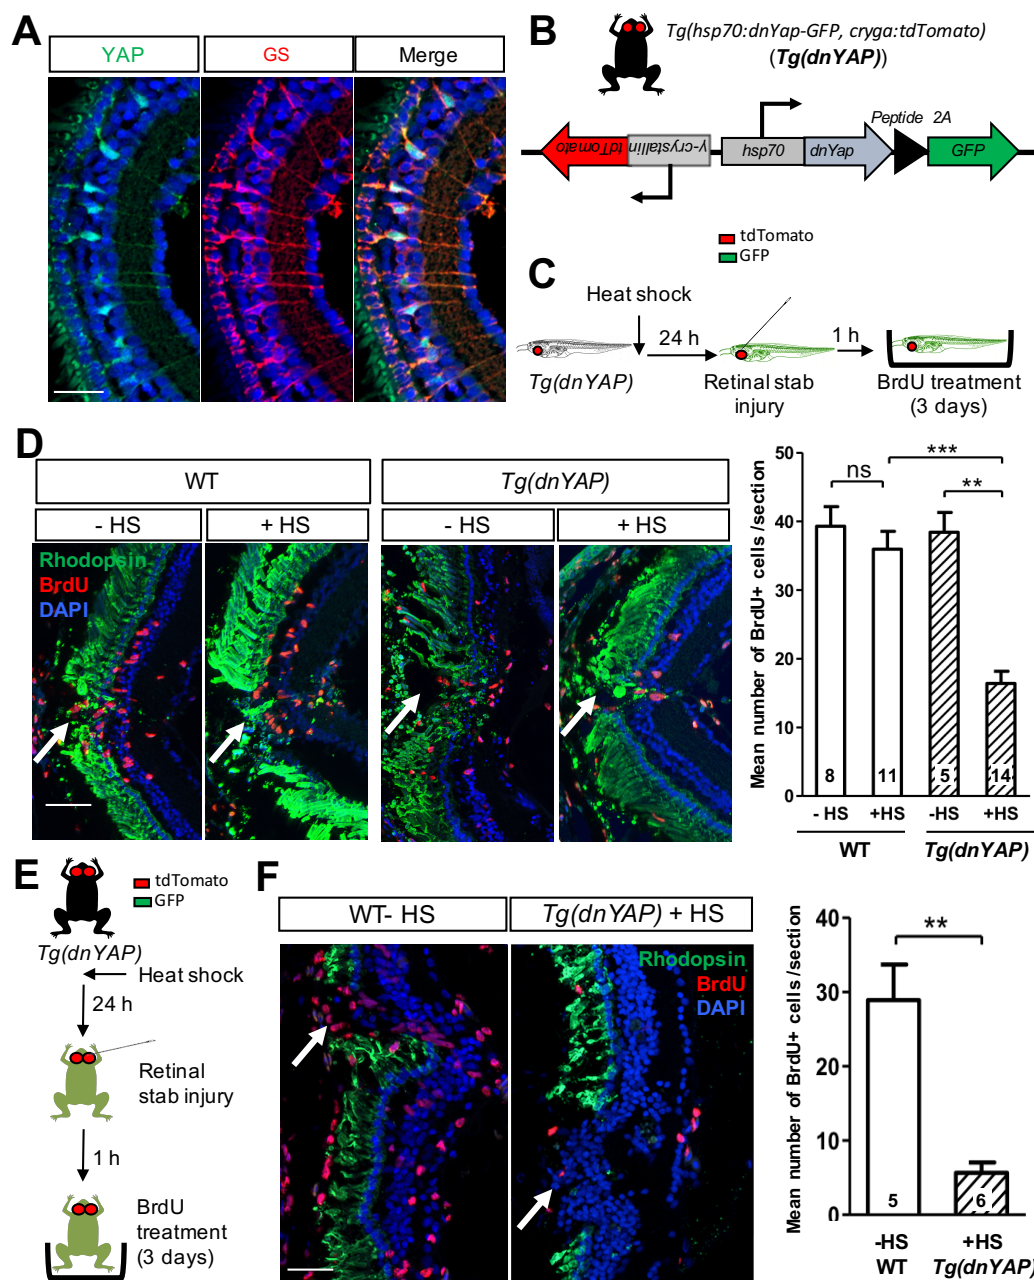 A
YAP
GS
Merge
B
Tg(hsp70:dnYap-GFP, cryga:tdTomato)
(Tg(dnYAP))
tdTomato
γ-crystallin
hsp70
dnYap
Peptide 2A
GFP
tdTomato
GFP
C
Heat shock
24 h
1 h
Tg(dnYAP)
Retinal stab
injury
BrdU treatment
(3 days)
D
WT
Tg(dnYAP)
- HS
+ HS
- HS
+ HS
Rhodopsin
BrdU
DAPI
Mean number of BrdU+ cells /section
50
40
30
20
10
0
ns
***
**
8
11
5
14
- HS
+HS
-HS
+HS
WT
Tg(dnYAP)
E
tdTomato
GFP
Tg(dnYAP)
Heat shock
24 h
Retinal
stab injury
1 h
BrdU
treatment
(3 days)
F
WT- HS
Tg(dnYAP) + HS
Rhodopsin
BrdU
DAPI
Mean number of BrdU+ cells /section
40
30
20
10
0
**
5
6
-HS
WT
+HS
Tg(dnYAP)